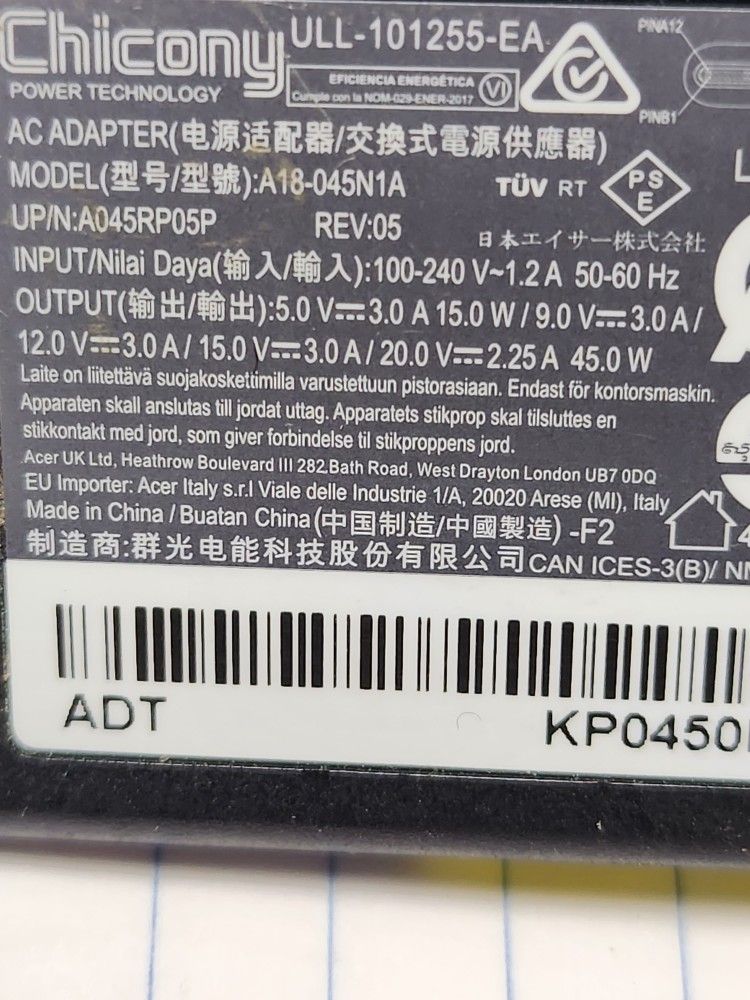 Chicony
ULL-101255-EA
PINA12
POWER TECHNOLOGY
EFICIENCIA ENERGÉTICA
VI
Cumple con la NOM-029-ENER-2017
PINB1
AC ADAPTER(电源适配器/交換式電源供應器)
MODEL(型号/型號):A18-045N1A
TÜV RT
PSE
UP/N:A045RP05P
REV:05
日本エイサー株式会社
INPUT/Nilai Daya(输入/輸入):100-240 V~1.2 A 50-60 Hz
OUTPUT(输出/輸出):5.0 V⎓3.0 A 15.0 W / 9.0 V⎓3.0 A /
12.0 V⎓3.0 A / 15.0 V⎓3.0 A / 20.0 V⎓2.25 A 45.0 W
Laite on liitettävä suojakoskettimilla varustettuun pistorasiaan. Endast för kontorsmaskin.
Apparaten skall anslutas till jordat uttag. Apparatets stikprop skal tilsluttes en
stikkontakt med jord, som giver forbindelse til stikproppens jord.
Acer UK Ltd, Heathrow Boulevard III 282.Bath Road, West Drayton London UB7 0DQ
EU Importer: Acer Italy s.r.l Viale delle Industrie 1/A, 20020 Arese (MI), Italy
Made in China / Buatan China (中国制造/中國製造) -F2
制造商:群光电能科技股份有限公司 CAN ICES-3(B)/ NM
ADT
KP0450